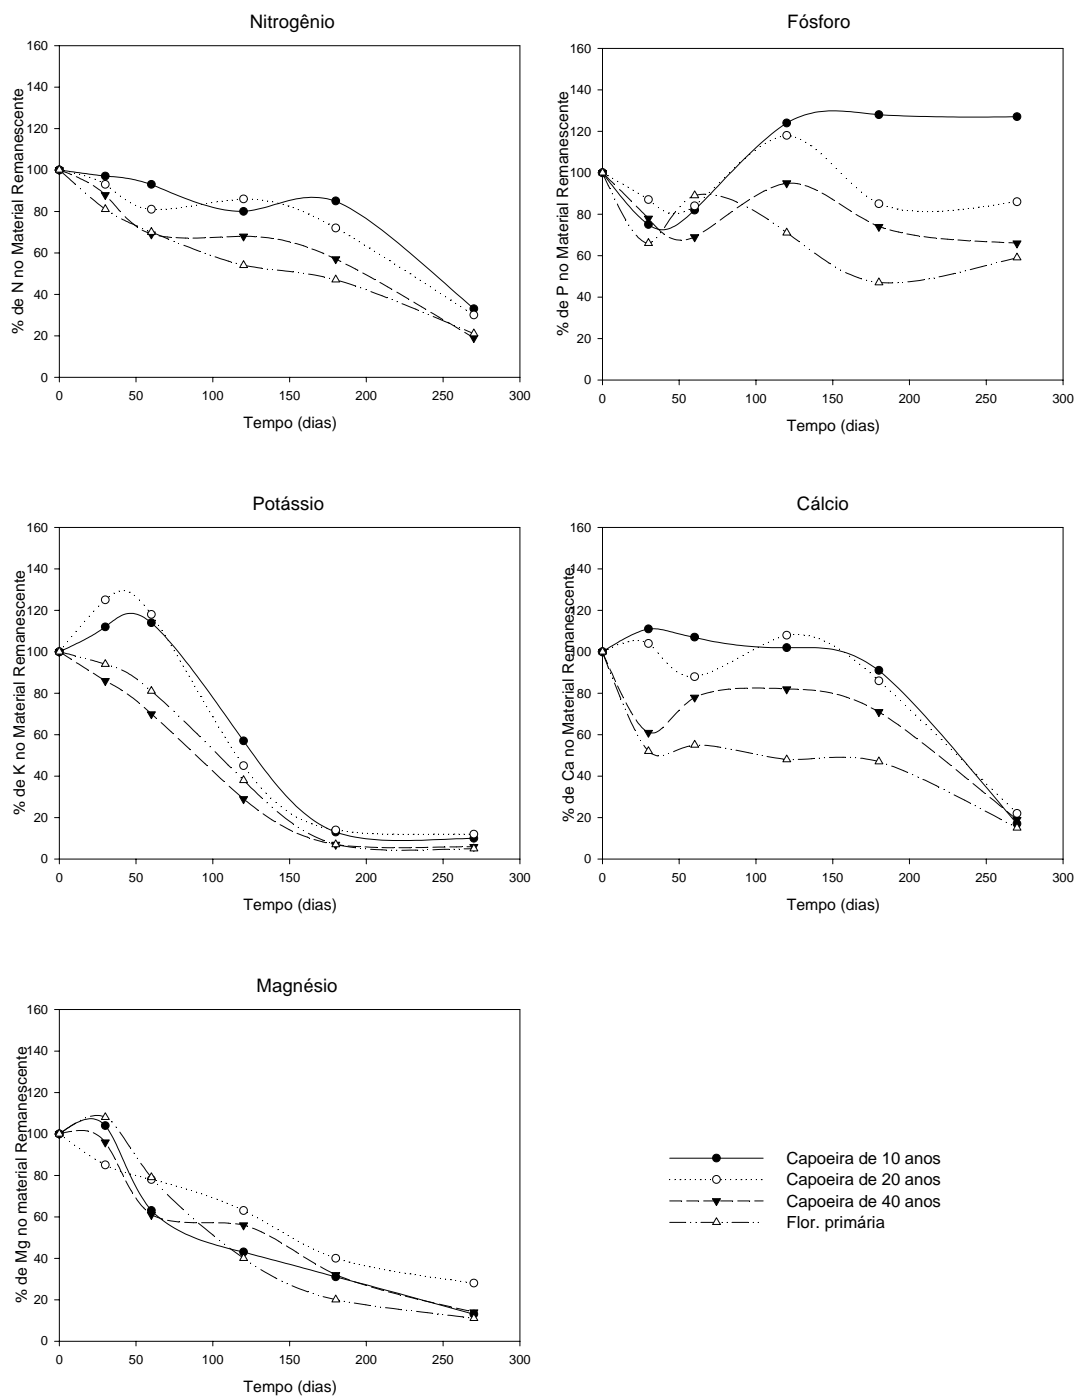 Nitrogênio
% de N no Material Remanescente
160
140
120
100
80
60
40
20
0
0 50 100 150 200 250 300
Tempo (dias)
Fósforo
% de P no Material Remanescente
160
140
120
100
80
60
40
20
0
0 50 100 150 200 250 300
Tempo (dias)
Potássio
% de K no Material Remanescente
160
140
120
100
80
60
40
20
0
0 50 100 150 200 250 300
Tempo (dias)
Cálcio
% de Ca no Material Remanescente
160
140
120
100
80
60
40
20
0
0 50 100 150 200 250 300
Tempo (dias)
Magnésio
% de Mg no material Remanescente
160
140
120
100
80
60
40
20
0
0 50 100 150 200 250 300
Tempo (dias)
Capoeira de 10 anos
Capoeira de 20 anos
Capoeira de 40 anos
Flor. primária